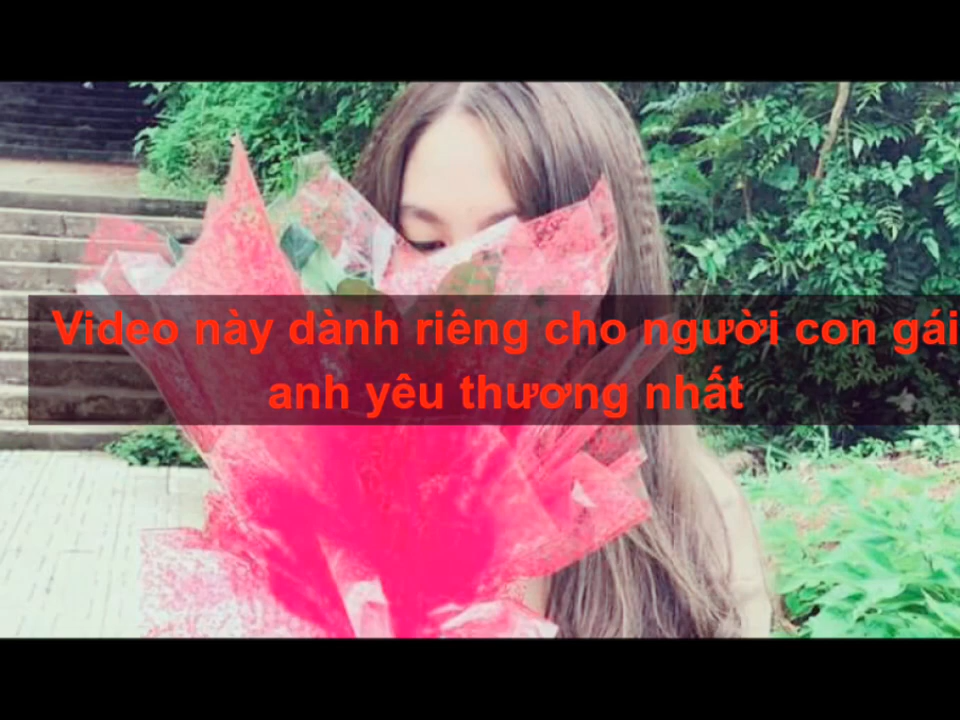 Video này dành riêng cho người con gái
anh yêu thương nhất